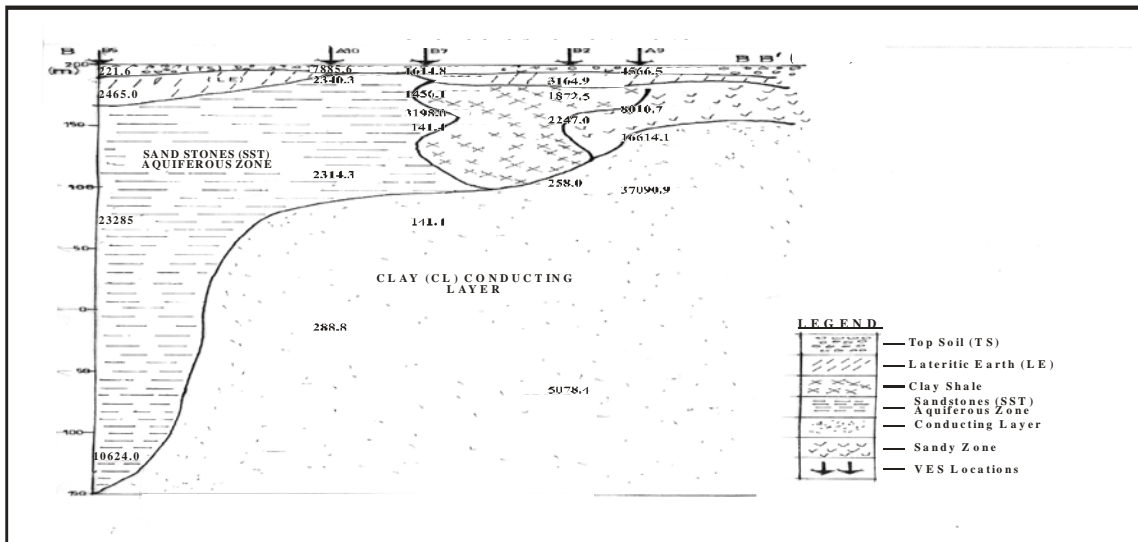 B B6 A10 B7 B2 A9 B B' (
200
(m)
221.6 (TS) 7885.6 1614.8 4566.5
(LE) 2340.3 3164.9
2465.0 1456.1 1872.5
3198.0 8010.7
150 141.4 2247.0
16614.1
SAND STONES (SST)
AQUIFEROUS ZONE
2314.3 258.0
100 37090.9
23285 141.4
50
CLAY (CL) CONDUCTING
LAYER
0
288.8
50
5078.4
100
10624.0
LEGEND
Top Soil (TS)
Lateritic Earth (LE)
Clay Shale
Sandstones (SST)
Aquiferous Zone
Conducting Layer
Sandy Zone
VES Locations